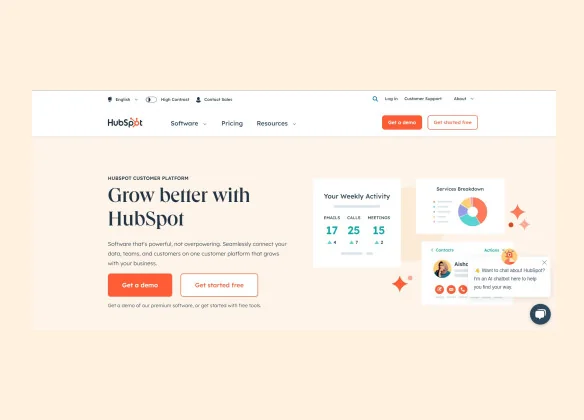 English
High Contrast
Contact Sales
Log in
Customer Support
About
HubSpot
Software
Pricing
Resources
Get a demo
Get started free
HUBSPOT CUSTOMER PLATFORM
Grow better with
HubSpot
Software that's powerful, not overpowering. Seamlessly connect your
data, teams, and customers on one customer platform that grows
with your business.
Get a demo
Get started free
Get a demo of our premium software, or get started with free tools.
Your Weekly Activity
EMAILS CALLS MEETINGS
17 25 15
4 7 2
Services Breakdown
Contacts
Actions
Aisha
👋 Want to chat about HubSpot?
I'm an AI chatbot here to help
you find your way.